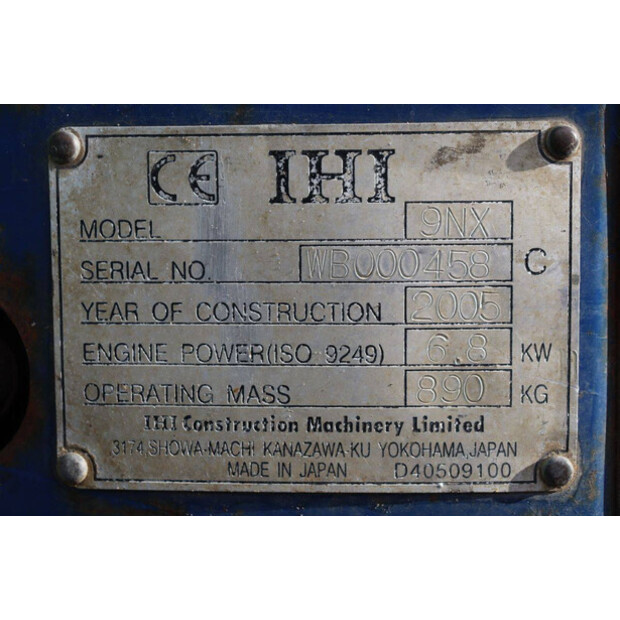 CE IHI
MODEL 9NX
SERIAL NO. WB000458 C
YEAR OF CONSTRUCTION 2005
ENGINE POWER(ISO 9249) 6.8 KW
OPERATING MASS 890 KG
IHI Construction Machinery Limited
3174,SHOWA-MACHI KANAZAWA-KU YOKOHAMA,JAPAN
MADE IN JAPAN D40509100